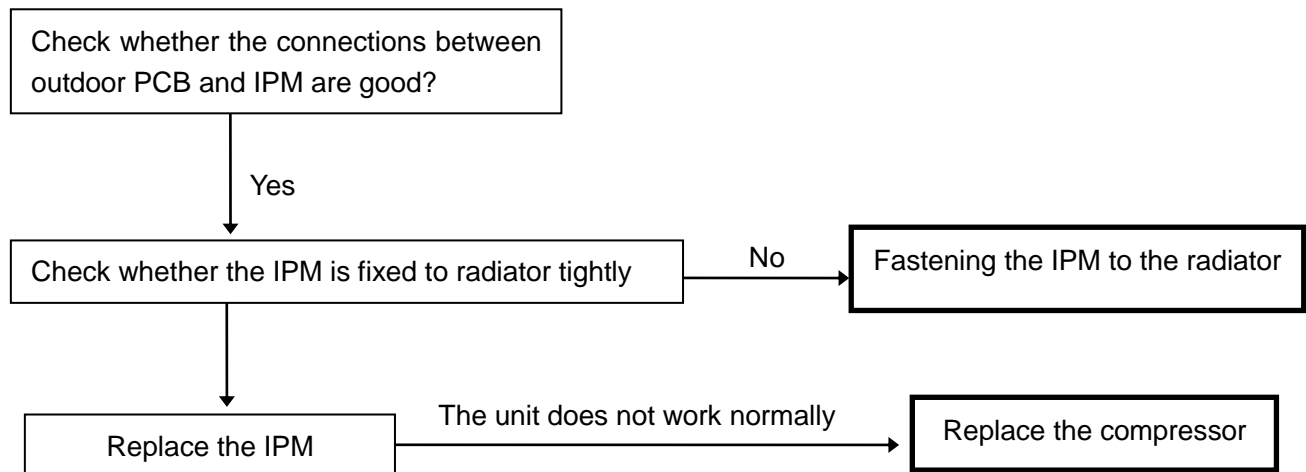 Check whether the connections between
outdoor PCB and IPM are good?
Yes
Check whether the IPM is fixed to radiator tightly
No
Fastening the IPM to the radiator
Replace the IPM
The unit does not work normally
Replace the compressor